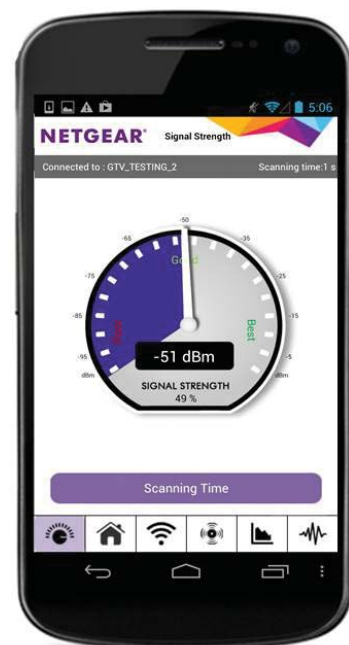 5:06
NETGEAR® Signal Strength
Connected to : GTV_TESTING_2 Scanning time:1 s
-50
-65 -35
Good
-75 -25
-85 -15
Poor Best
-95 -5
dBm dBm
-51 dBm
SIGNAL STRENGTH
49 %
Scanning Time